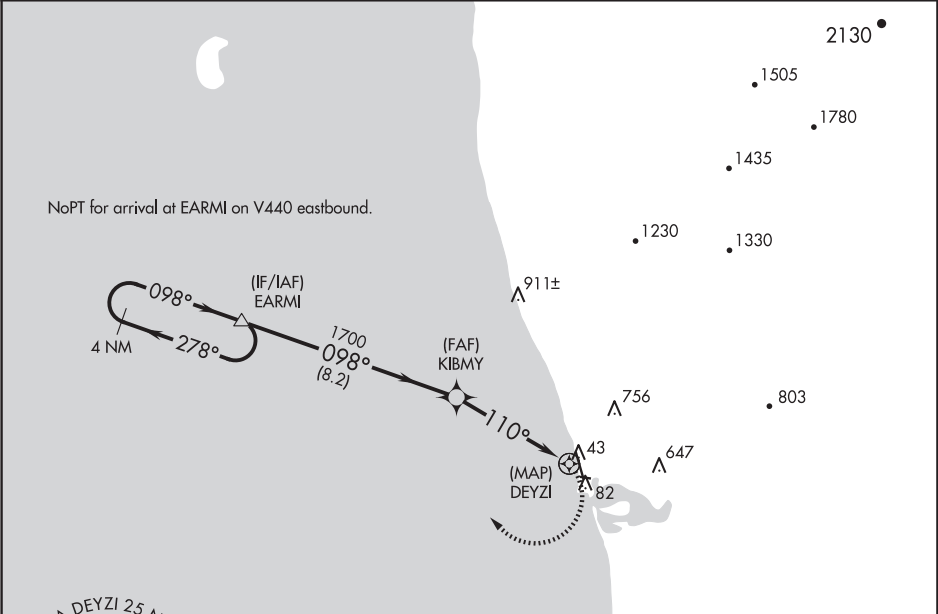 2130
1505
1780
1435
NoPT for arrival at EARMI on V440 eastbound.
1230
1330
911±
(IF/IAF)
EARMI
098°
4 NM
278°
1700
098°
(8.2)
(FAF)
KIBMY
110°
756
803
43
647
(MAP)
DEYZI
82
DEYZI 25